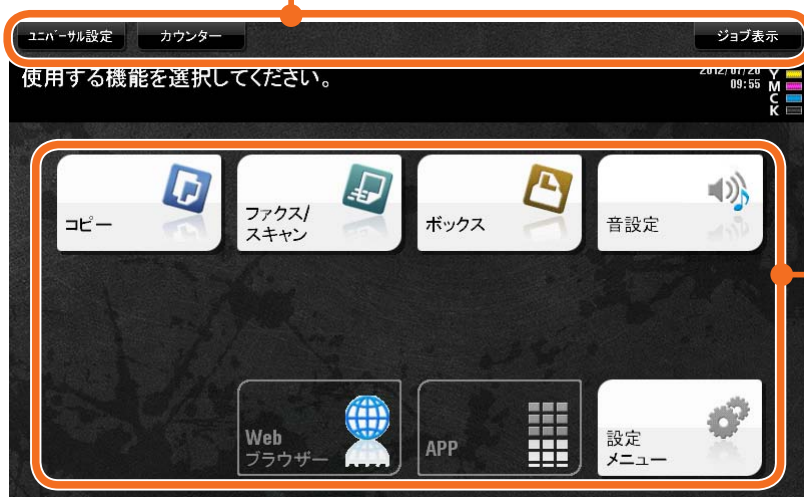 ユニバーサル設定
カウンター
ジョブ表示
使用する機能を選択してください。
2012/07/20
09:55
Y
M
C
K
コピー
ファクス/
スキャン
ボックス
音設定
Web
ブラウザー
APP
設定
メニュー